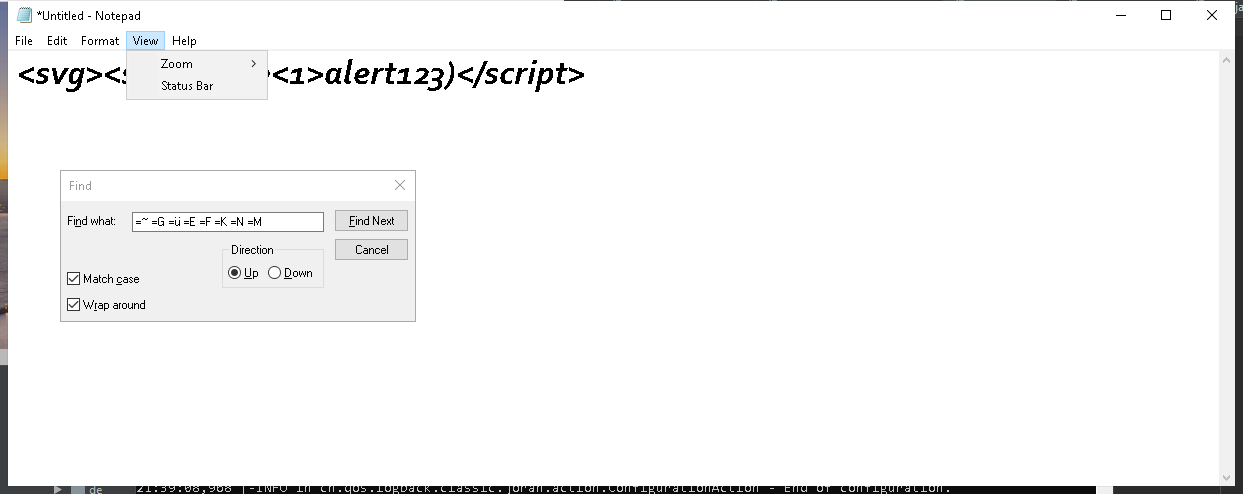 *Untitled - Notepad
File Edit Format View Help
<svg><s <1>alert123)</script>
Zoom
Status Bar
Find
Find what: =~ =G =ü =E =F =K =N =M Find Next
Direction Cancel
Up Down
Match case
Wrap around
de 21:39:08,968 |-INFO in ch.qos.logback.classic.joran.action.ConfigurationAction - End of configuration.